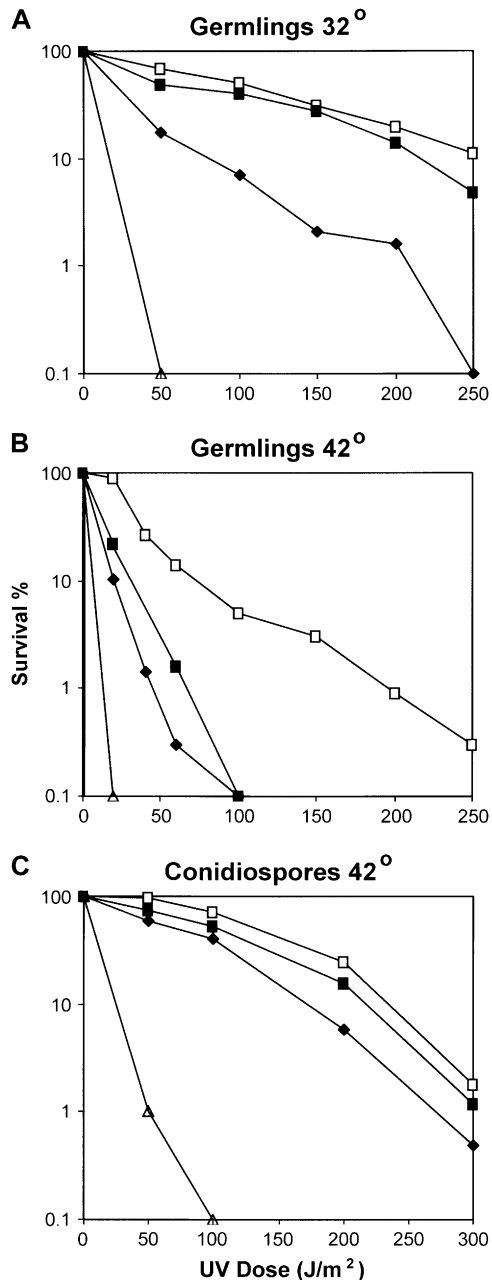 A
Germlings 32°
100
10
1
0.1
0 50 100 150 200 250
B
Germlings 42°
Survival %
100
10
1
0.1
0 50 100 150 200 250
C
Conidiospores 42°
100
10
1
0.1
0 50 100 150 200 250 300
UV Dose (J/m²)